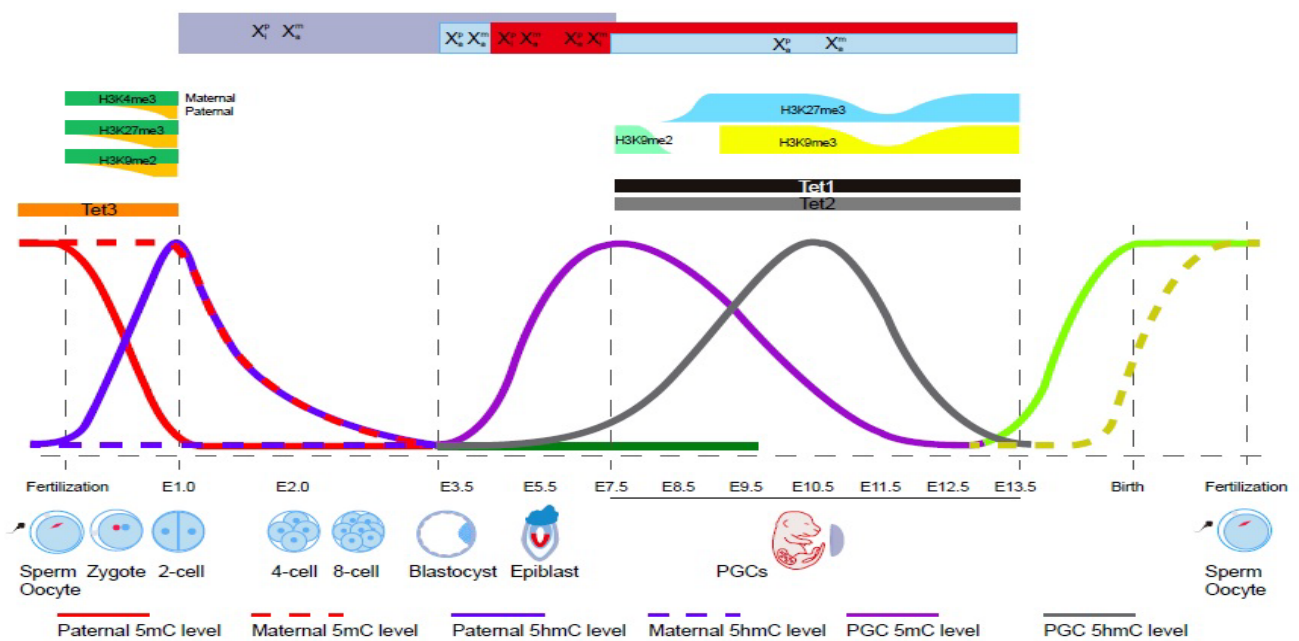 Xᵢᵖ Xₐᵐ
Xₐᵖ Xₐᵐ Xᵢᵖ Xₐᵐ Xₐᵖ Xᵢᵐ
Xₐᵖ Xₐᵐ
H3K4me3 Maternal
Paternal
H3K27me3
H3K9me2
H3K27me3
H3K9me2 H3K9me3
Tet1
Tet3 Tet2
Fertilization E1.0 E2.0 E3.5 E5.5 E7.5 E8.5 E9.5 E10.5 E11.5 E12.5 E13.5 Birth Fertilization
Sperm Zygote 2-cell 4-cell 8-cell Blastocyst Epiblast PGCs Sperm
Oocyte Oocyte
Paternal 5mC level Maternal 5mC level Paternal 5hmC level Maternal 5hmC level PGC 5mC level PGC 5hmC level